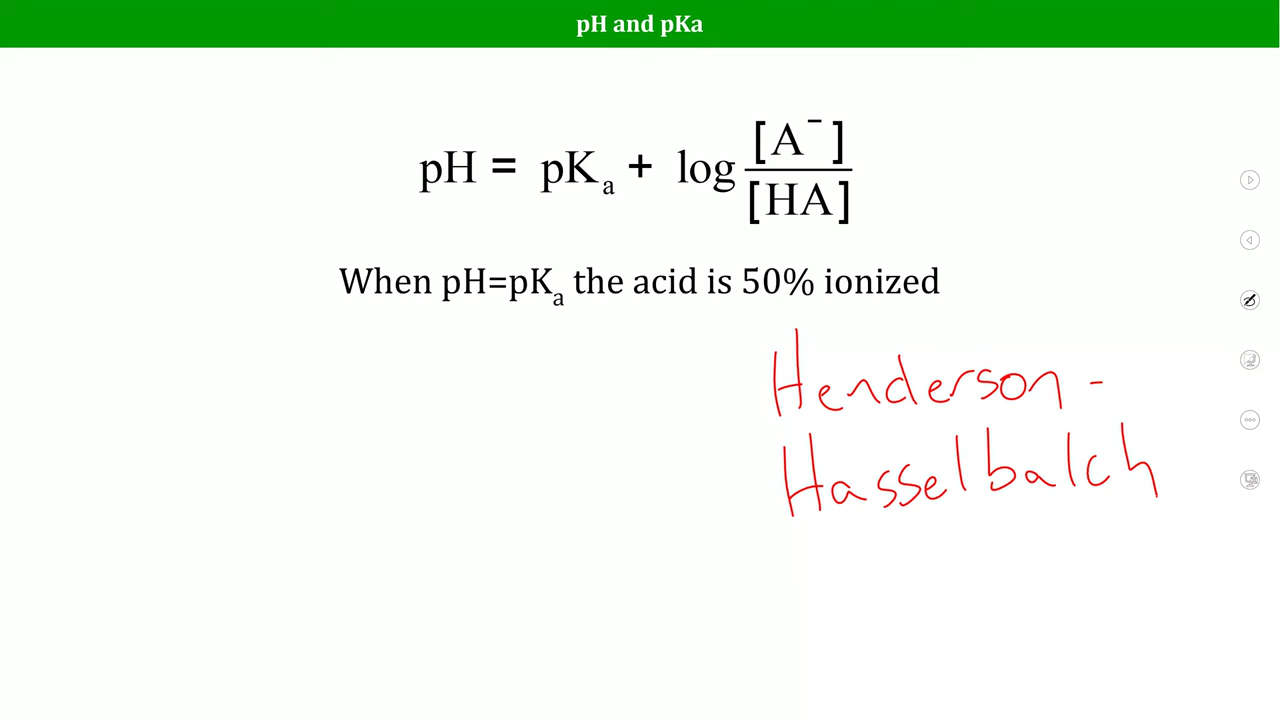 pH and pKa
pH = pKₐ + log [A⁻] / [HA]
When pH=pKₐ the acid is 50% ionized
Henderson -
Hasselbalch